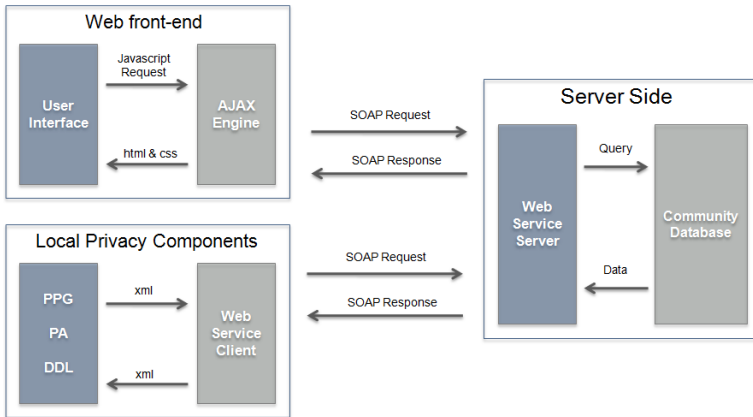 Web front-end
User
Interface
Javascript
Request
html & css
AJAX
Engine
SOAP Request
SOAP Response
Local Privacy Components
PPG
PA
DDL
xml
xml
Web
Service
Client
SOAP Request
SOAP Response
Server Side
Web
Service
Server
Query
Data
Community
Database